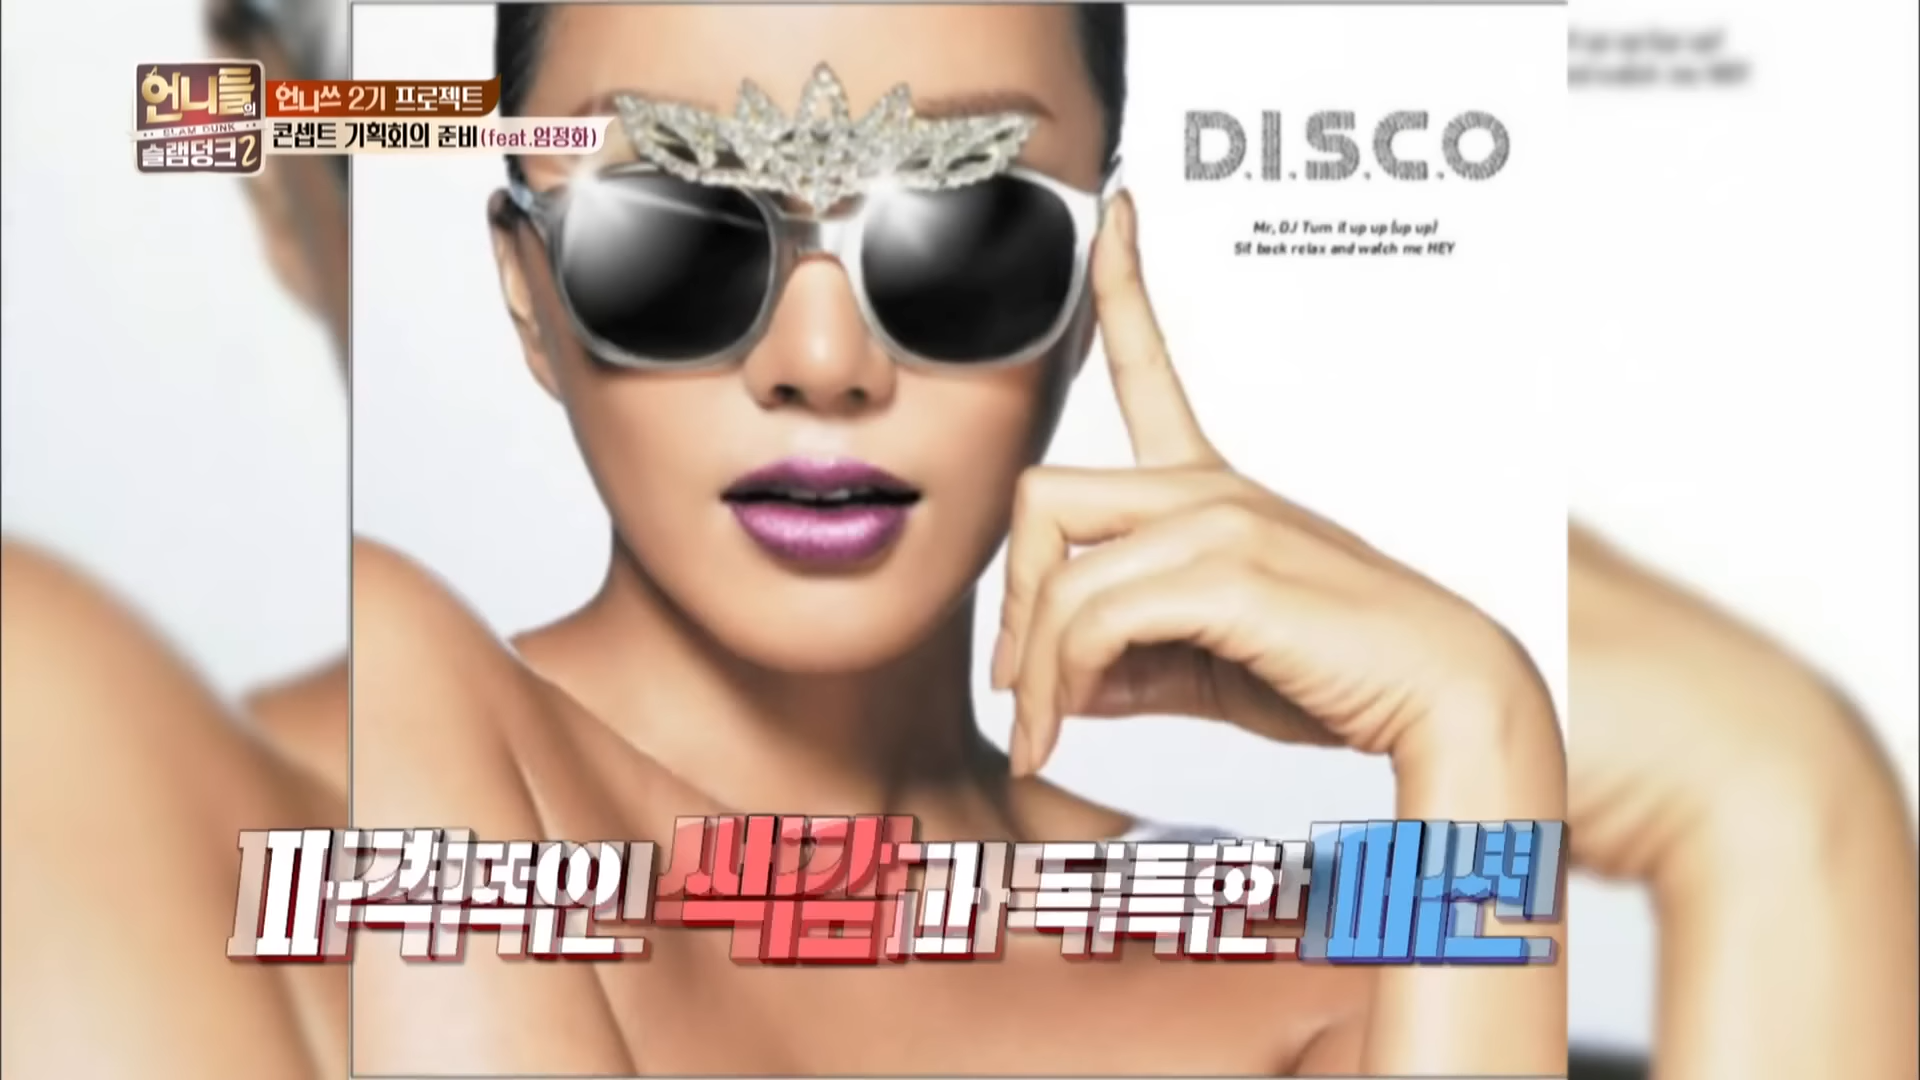 언니들의
SLAM DUNK
슬램덩크2
언니쓰 2기 프로젝트
콘셉트 기획회의 준비(feat.엄정화)
D.I.S.C.O
Mr, DJ Turn it up up (up up)
Sit back relax and watch me HEY
파격적인 색감과 독특한 패션